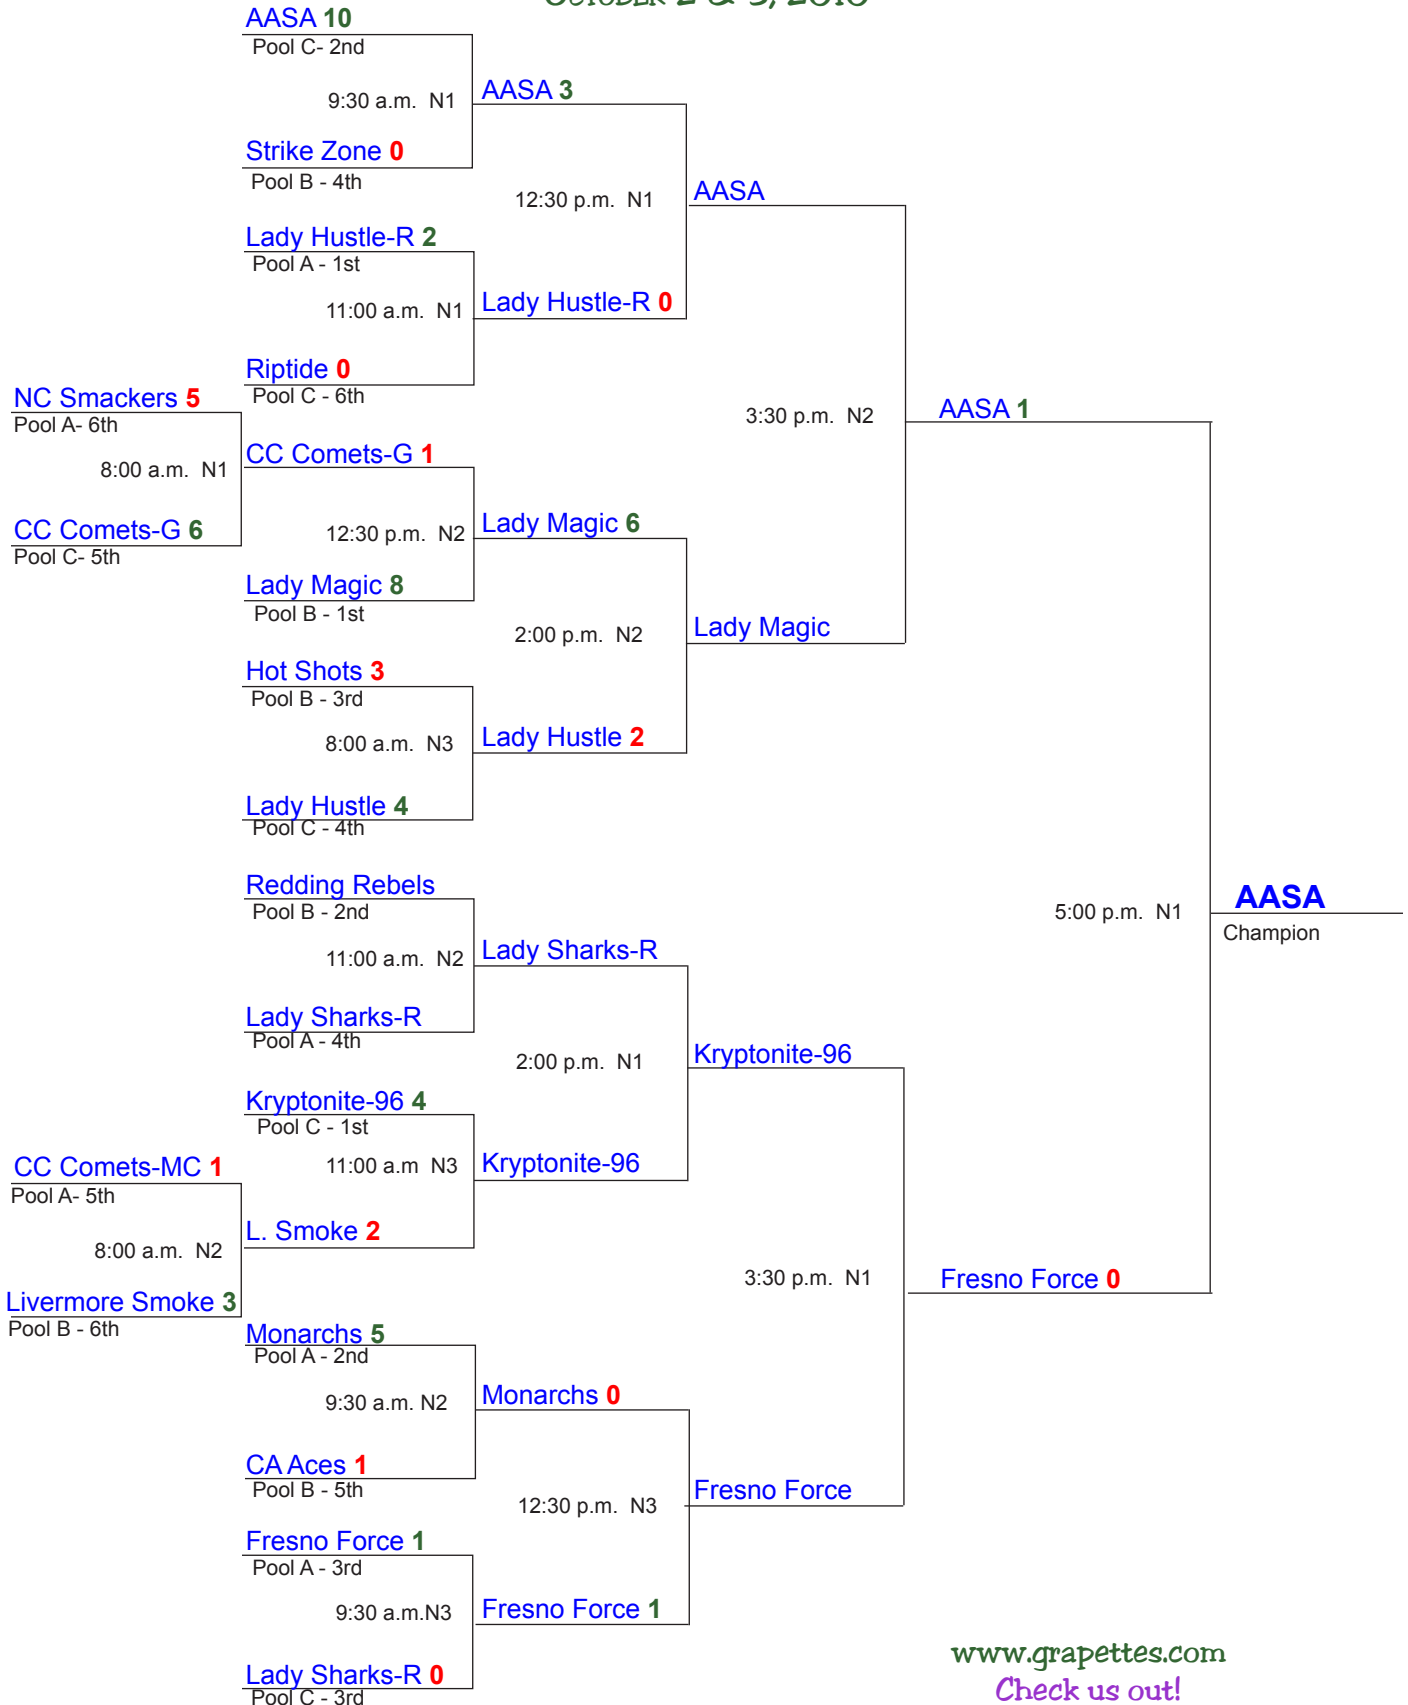 AASA 10
Pool C- 2nd
9:30 a.m. N1
AASA 3
Strike Zone 0
Pool B - 4th
12:30 p.m. N1
AASA
Lady Hustle-R 2
Pool A - 1st
11:00 a.m. N1
Lady Hustle-R 0
Riptide 0
Pool C - 6th
NC Smackers 5
Pool A- 6th
3:30 p.m. N2
AASA 1
8:00 a.m. N1
CC Comets-G 1
CC Comets-G 6
Pool C- 5th
12:30 p.m. N2
Lady Magic 6
Lady Magic 8
Pool B - 1st
2:00 p.m. N2
Lady Magic
Hot Shots 3
Pool B - 3rd
8:00 a.m. N3
Lady Hustle 2
Lady Hustle 4
Pool C - 4th
Redding Rebels
Pool B - 2nd
5:00 p.m. N1
AASA
Champion
11:00 a.m. N2
Lady Sharks-R
Lady Sharks-R
Pool A - 4th
2:00 p.m. N1
Kryptonite-96
Kryptonite-96 4
Pool C - 1st
CC Comets-MC 1
Pool A- 5th
11:00 a.m N3
Kryptonite-96
8:00 a.m. N2
L. Smoke 2
3:30 p.m. N1
Fresno Force 0
Livermore Smoke 3
Pool B - 6th
Monarchs 5
Pool A - 2nd
9:30 a.m. N2
Monarchs 0
CA Aces 1
Pool B - 5th
12:30 p.m. N3
Fresno Force
Fresno Force 1
Pool A - 3rd
9:30 a.m.N3
Fresno Force 1
Lady Sharks-R 0
Pool C - 3rd
www.grapettes.com
Check us out!